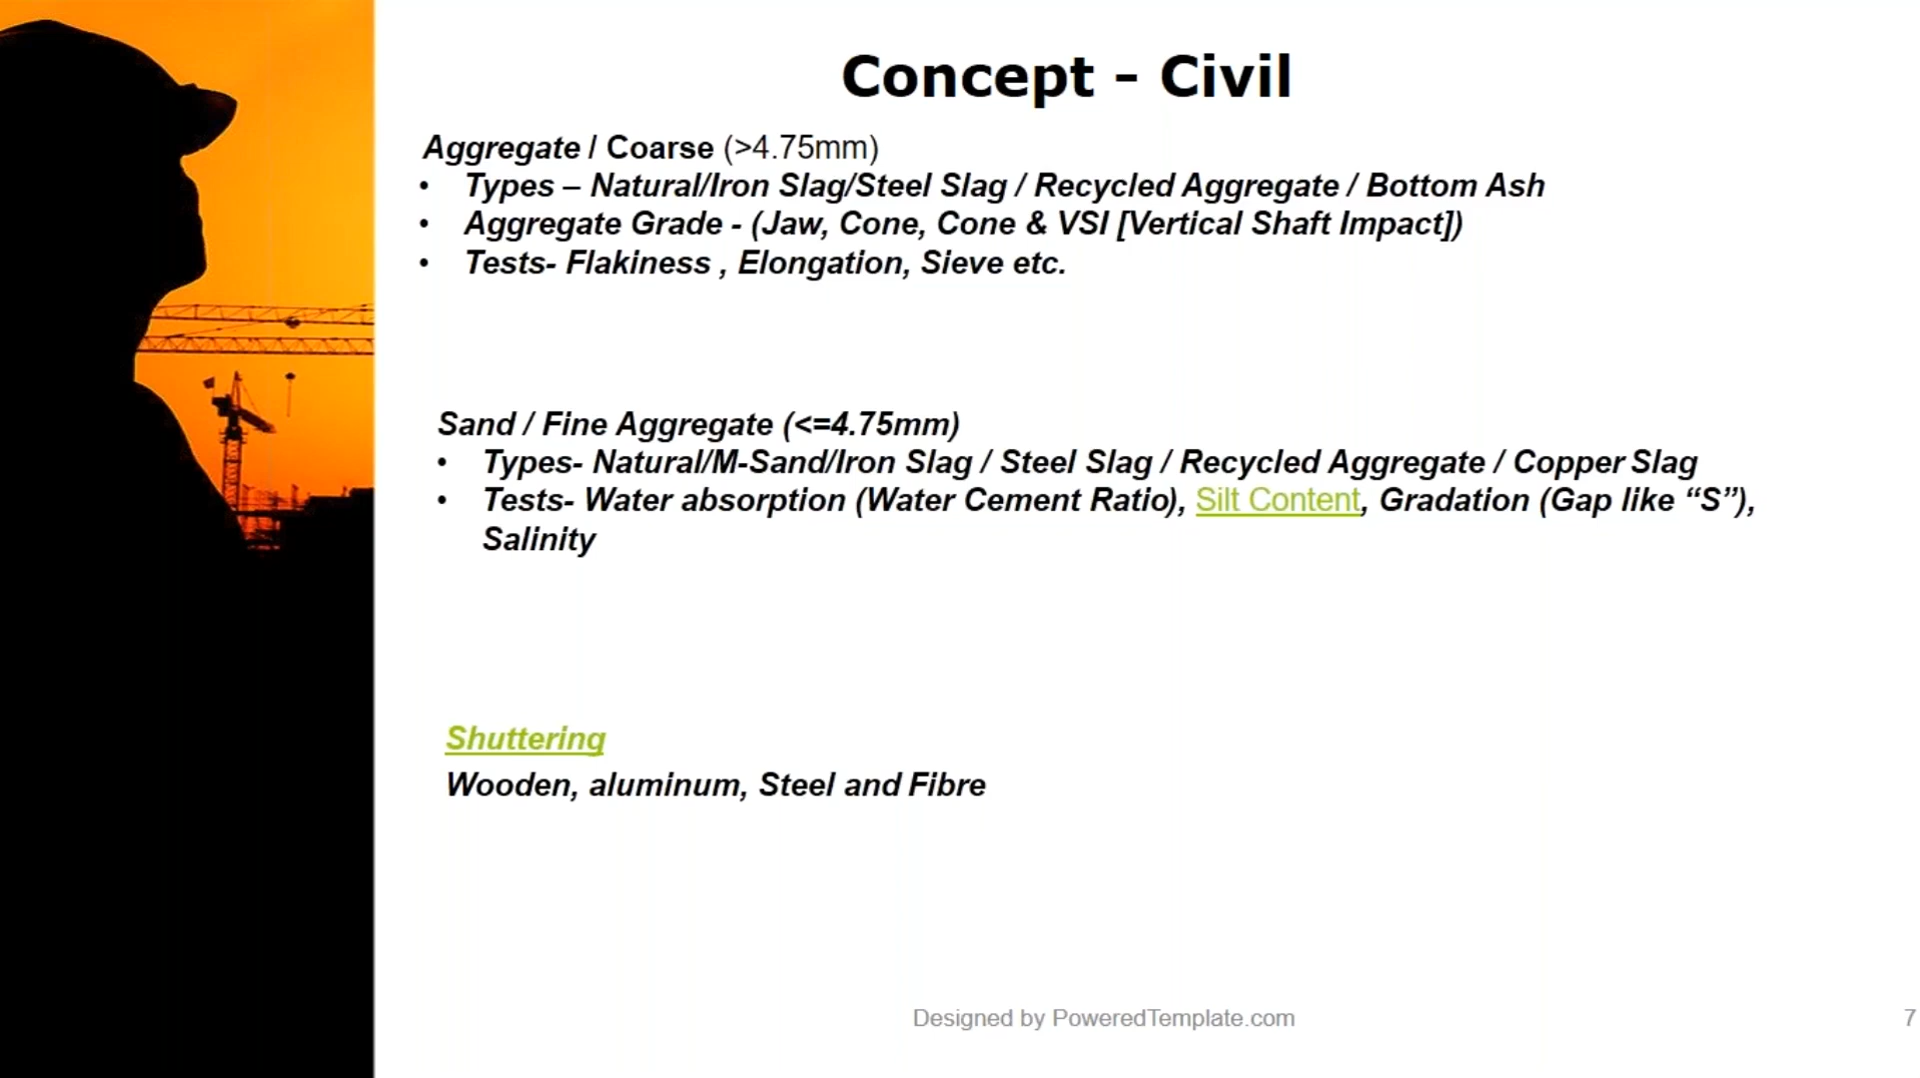 Concept – Civil
Aggregate / Coarse (>4.75mm)
• Types – Natural/Iron Slag/Steel Slag / Recycled Aggregate / Bottom Ash
• Aggregate Grade - (Jaw, Cone, Cone & VSI [Vertical Shaft Impact])
• Tests- Flakiness , Elongation, Sieve etc.
Sand / Fine Aggregate (<=4.75mm)
• Types- Natural/M-Sand/Iron Slag / Steel Slag / Recycled Aggregate / Copper Slag
• Tests- Water absorption (Water Cement Ratio), Silt Content, Gradation (Gap like “S”),
Salinity
Shuttering
Wooden, aluminum, Steel and Fibre
Designed by PoweredTemplate.com
7